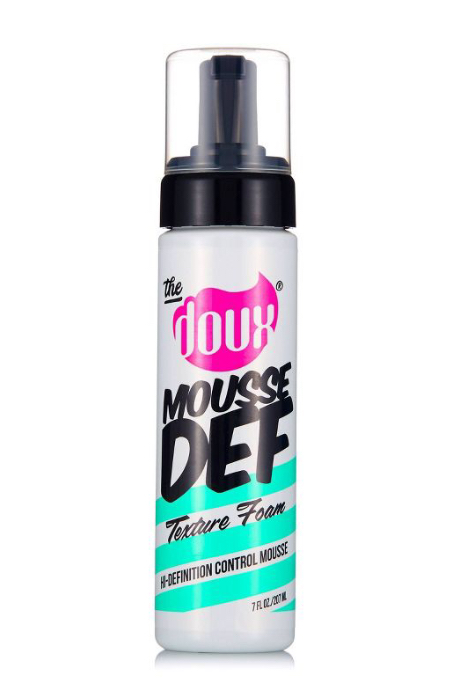 the
doux®
MOUSSE
DEF
Texture Foam
HI-DEFINITION CONTROL MOUSSE
7 FL OZ./207 ML